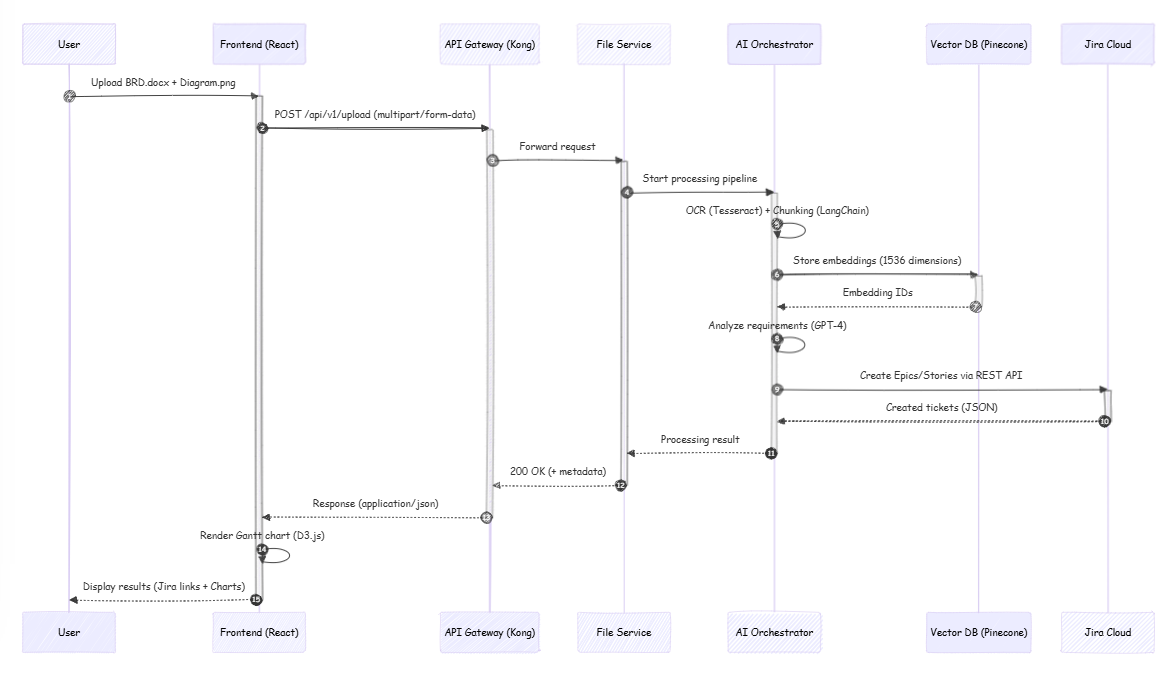 User
Frontend (React)
API Gateway (Kong)
File Service
AI Orchestrator
Vector DB (Pinecone)
Jira Cloud
Upload BRD.docx + Diagram.png
1
POST /api/v1/upload (multipart/form-data)
2
Forward request
3
Start processing pipeline
4
OCR (Tesseract) + Chunking (LangChain)
5
Store embeddings (1536 dimensions)
6
Embedding IDs
7
Analyze requirements (GPT-4)
8
Create Epics/Stories via REST API
9
Created tickets (JSON)
10
Processing result
11
200 OK (+ metadata)
12
Response (application/json)
13
Render Gantt chart (D3.js)
14
Display results (Jira links + Charts)
15
User
Frontend (React)
API Gateway (Kong)
File Service
AI Orchestrator
Vector DB (Pinecone)
Jira Cloud